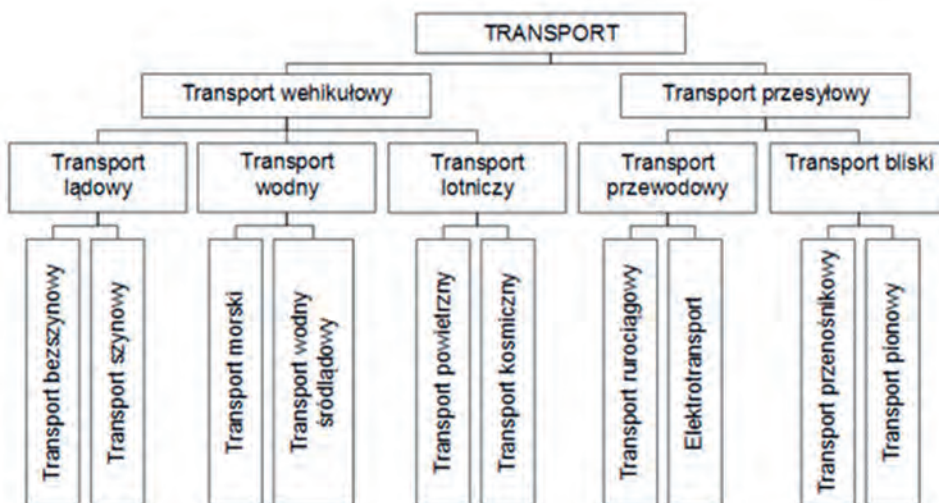 TRANSPORT
Transport wehikułowy
Transport przesyłowy
Transport
lądowy
Transport
wodny
Transport
lotniczy
Transport
przewodowy
Transport bliski
Transport bezszynowy
Transport szynowy
Transport morski
Transport wodny
śródlądowy
Transport powietrzny
Transport kosmiczny
Transport rurociągowy
Elektrotransport
Transport przenośnikowy
Transport pionowy